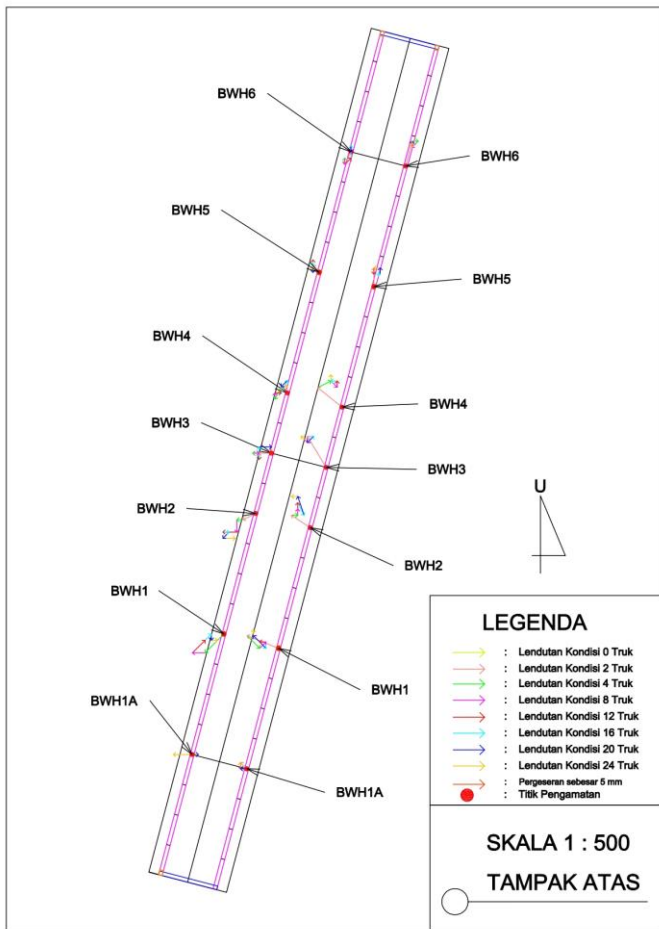 BWH6
BWH6
BWH5
BWH5
BWH4
BWH4
BWH3
BWH3
BWH2
BWH2
BWH1
BWH1
BWH1A
BWH1A
U
LEGENDA
: Lendutan Kondisi 0 Truk
: Lendutan Kondisi 2 Truk
: Lendutan Kondisi 4 Truk
: Lendutan Kondisi 8 Truk
: Lendutan Kondisi 12 Truk
: Lendutan Kondisi 16 Truk
: Lendutan Kondisi 20 Truk
: Lendutan Kondisi 24 Truk
: Pergeseran sebesar 5 mm
: Titik Pengamatan
SKALA 1 : 500
TAMPAK ATAS